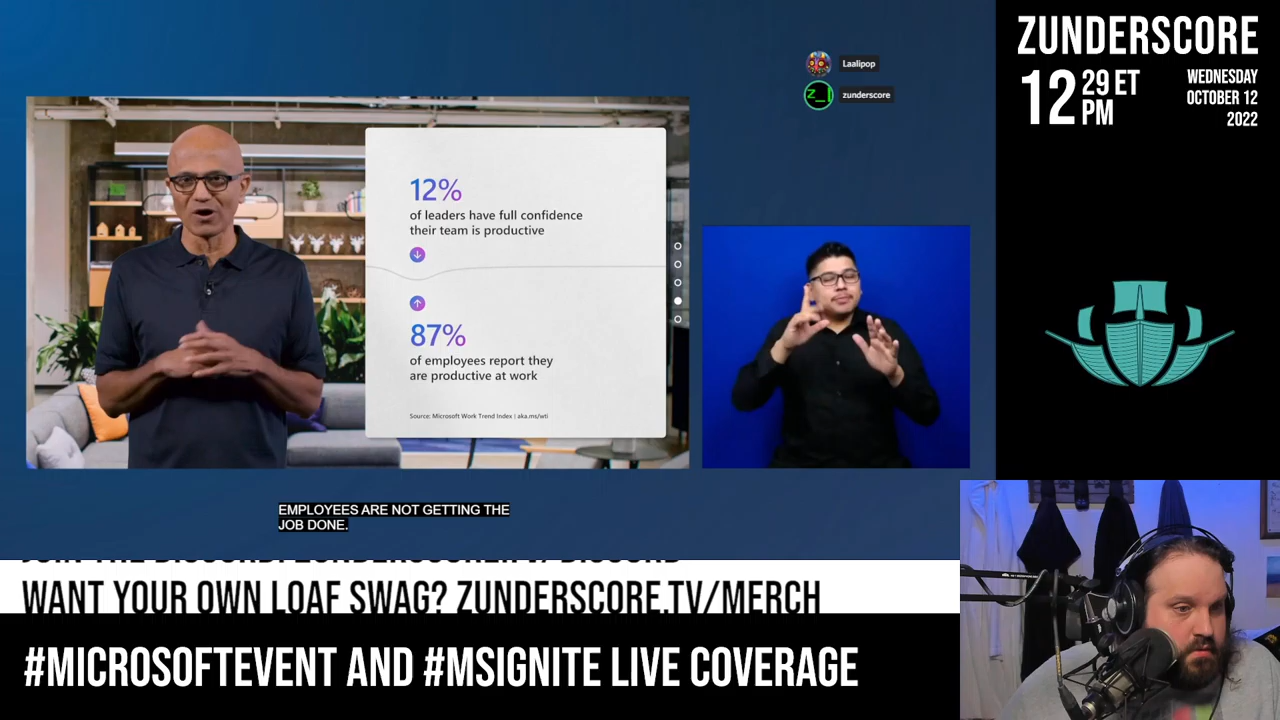 ZUNDERSCORE
12 29 ET
PM
WEDNESDAY
OCTOBER 12
2022
Laalipop
z_
zunderscore
12%
of leaders have full confidence
their team is productive
87%
of employees report they
are productive at work
Source: Microsoft Work Trend Index | aka.ms/wti
EMPLOYEES ARE NOT GETTING THE
JOB DONE.
WANT YOUR OWN LOAF SWAG? ZUNDERSCORE.TV/MERCH
#MICROSOFTEVENT AND #MSIGNITE LIVE COVERAGE